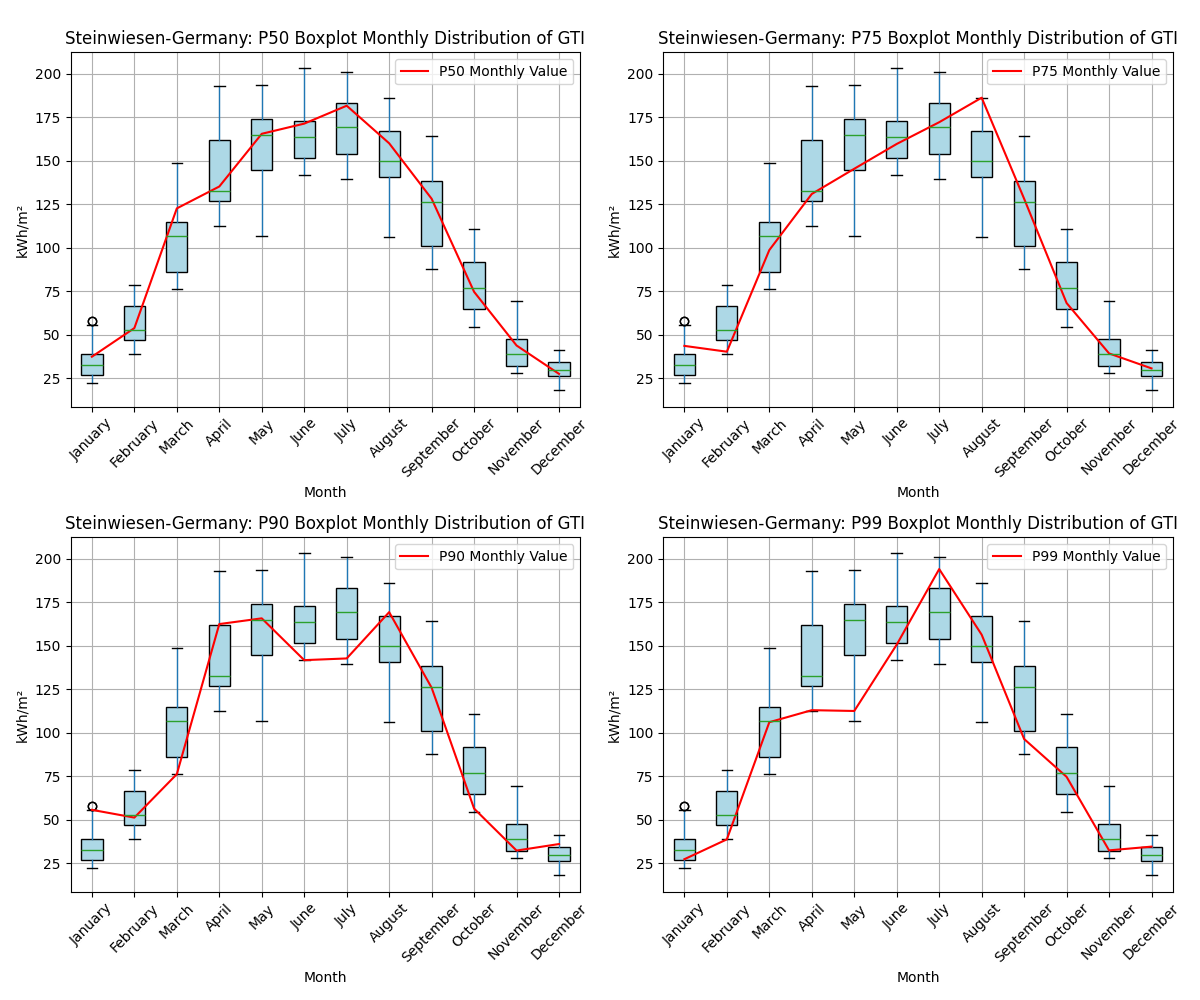 Steinwiesen-Germany: P50 Boxplot Monthly Distribution of GTI
P50 Monthly Value
200
175
150
125
100
75
50
25
kWh/m²
January
February
March
April
May
June
July
August
September
October
November
December
Month
Steinwiesen-Germany: P75 Boxplot Monthly Distribution of GTI
P75 Monthly Value
200
175
150
125
100
75
50
25
kWh/m²
January
February
March
April
May
June
July
August
September
October
November
December
Month
Steinwiesen-Germany: P90 Boxplot Monthly Distribution of GTI
P90 Monthly Value
200
175
150
125
100
75
50
25
kWh/m²
January
February
March
April
May
June
July
August
September
October
November
December
Month
Steinwiesen-Germany: P99 Boxplot Monthly Distribution of GTI
P99 Monthly Value
200
175
150
125
100
75
50
25
kWh/m²
January
February
March
April
May
June
July
August
September
October
November
December
Month